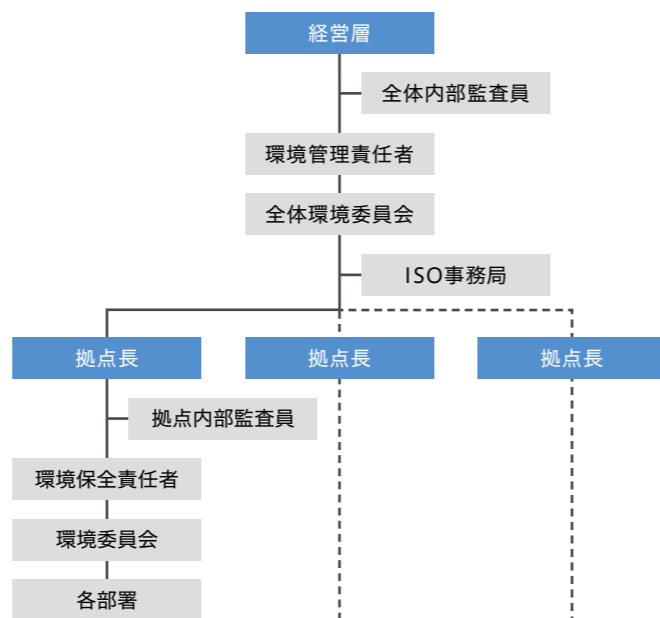 経営層
全体内部監査員
環境管理責任者
全体環境委員会
ISO事務局
拠点長
拠点長
拠点長
拠点内部監査員
環境保全責任者
環境委員会
各部署